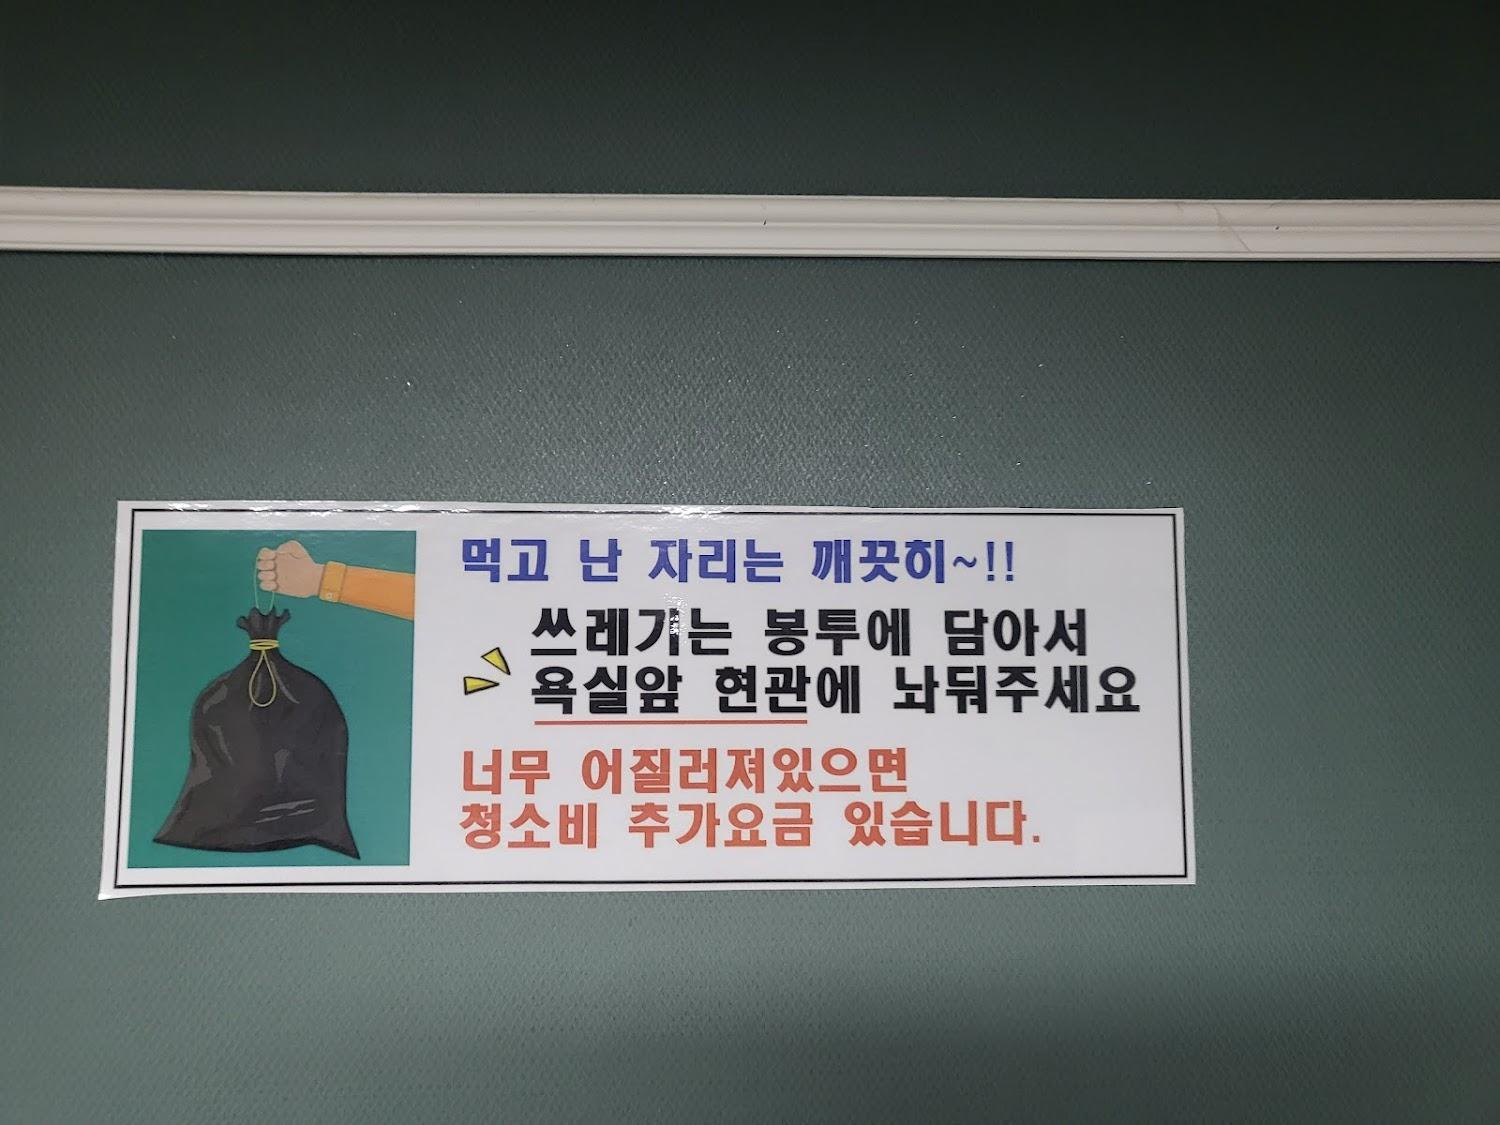 먹고 난 자리는 깨끗히~!!
쓰레기는 봉투에 담아서
욕실앞 현관에 놔둬주세요
너무 어질러져있으면
청소비 추가요금 있습니다.